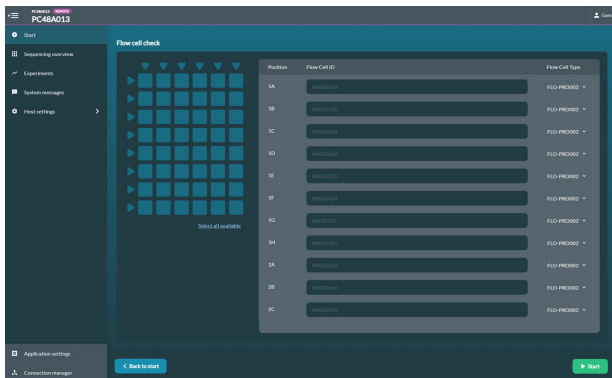 PC48A013 REMOTE
PC48A013
Guest
Start
Sequencing overview
Experiments
System messages
Host settings
Application settings
Connection manager
Flow cell check
Select all available
Position Flow Cell ID Flow Cell Type
1A FLO-PRO002
1B FLO-PRO002
1C FLO-PRO002
1D FLO-PRO002
1E FLO-PRO002
1F FLO-PRO002
1G FLO-PRO002
1H FLO-PRO002
2A FLO-PRO002
2B FLO-PRO002
2C FLO-PRO002
Back to start
Start